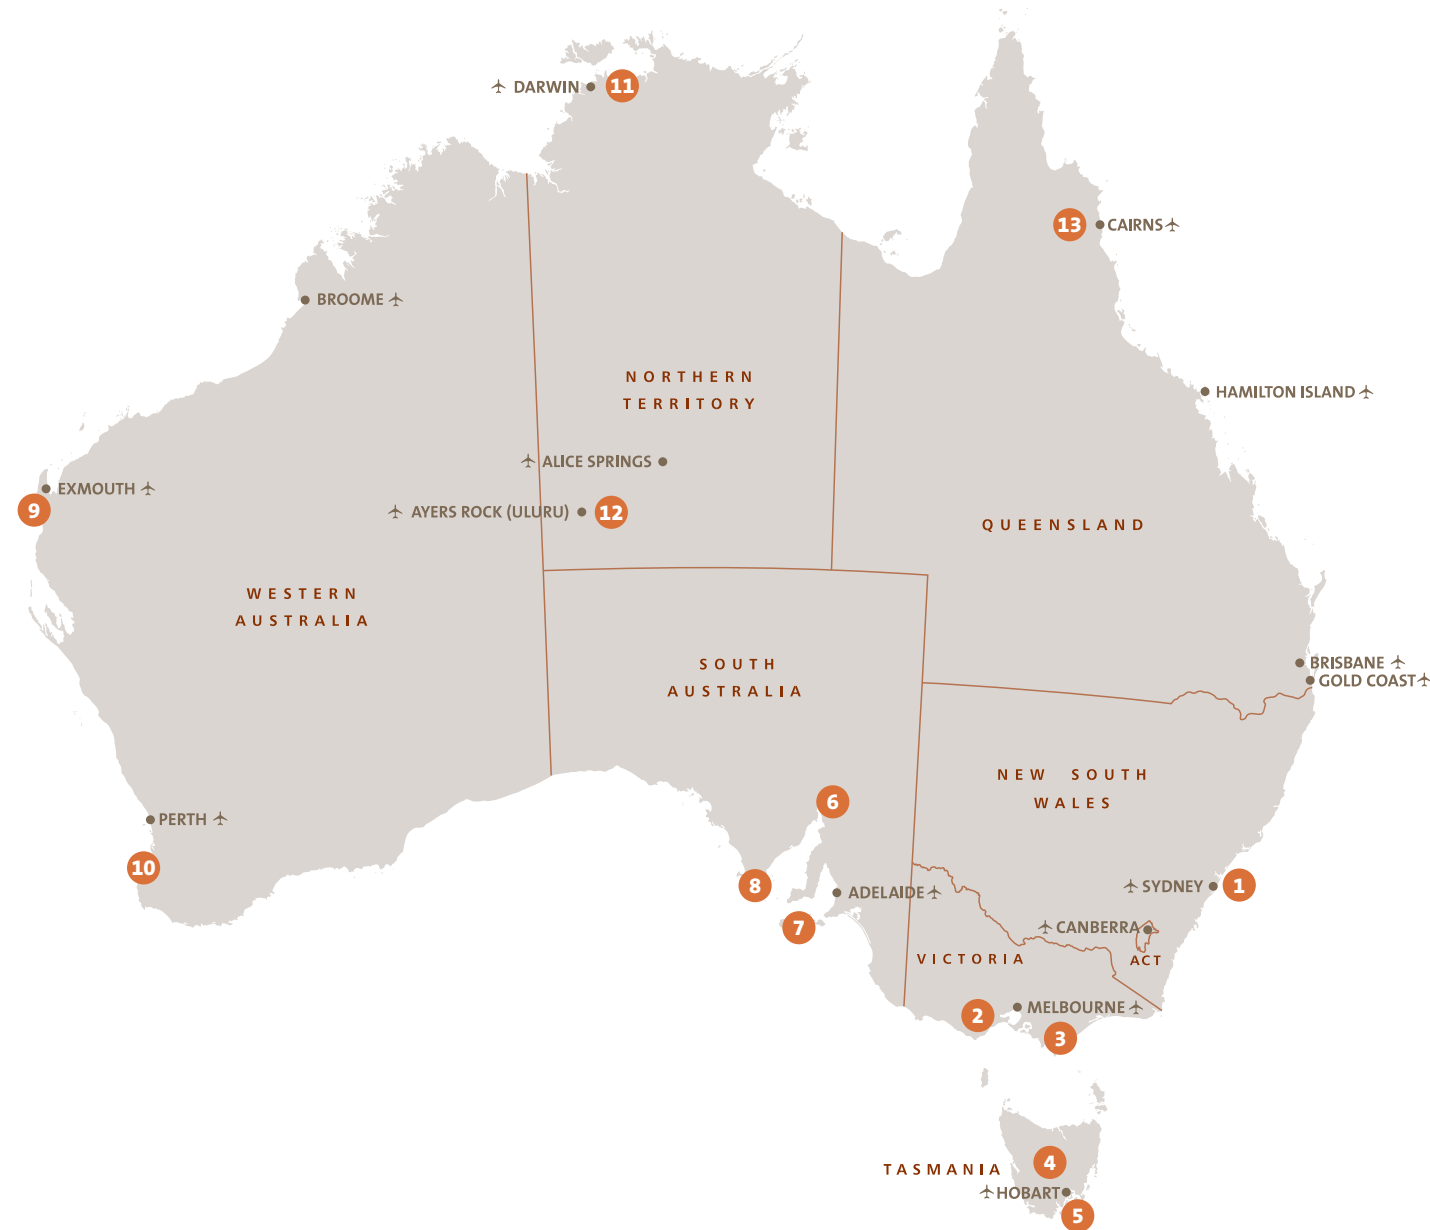 DARWIN
11
13
CAIRNS
BROOME
NORTHERN
TERRITORY
HAMILTON ISLAND
ALICE SPRINGS
EXMOUTH
9
AYERS ROCK (ULURU)
12
QUEENSLAND
WESTERN
AUSTRALIA
SOUTH
AUSTRALIA
BRISBANE
GOLD COAST
NEW SOUTH
WALES
6
PERTH
10
8
ADELAIDE
SYDNEY
1
7
CANBERRA
VICTORIA
ACT
2
MELBOURNE
3
TASMANIA
4
HOBART
5